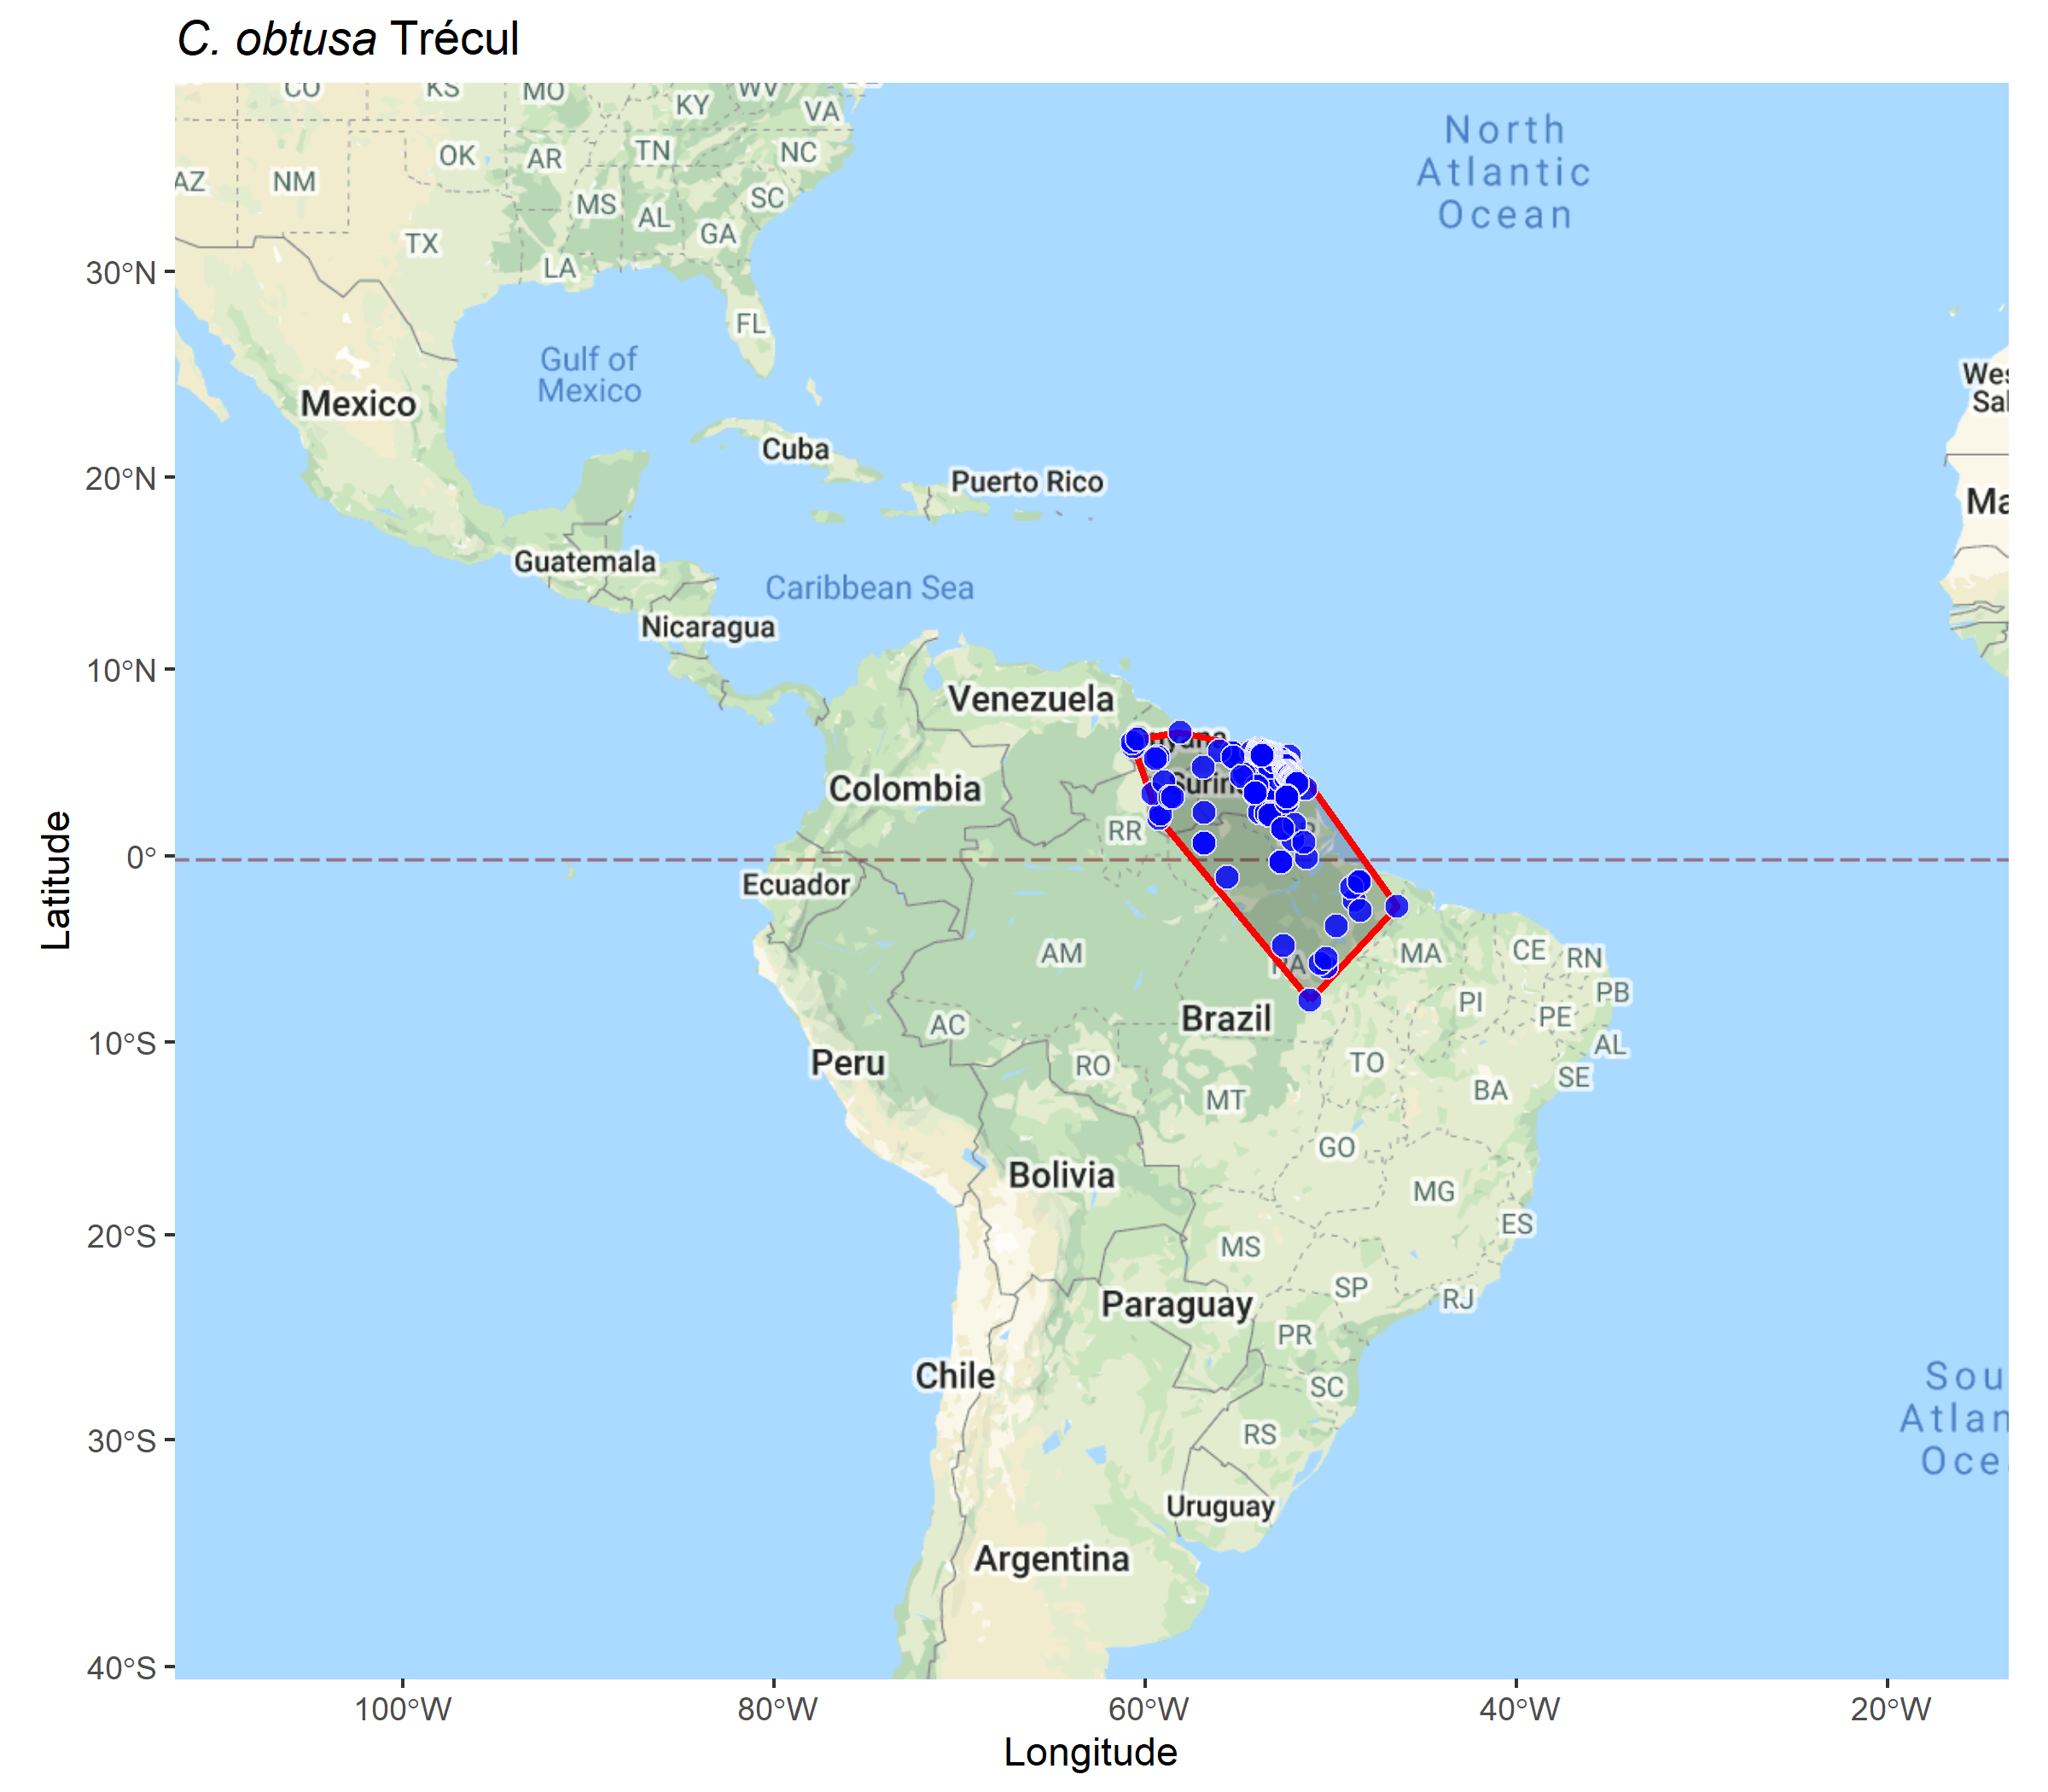 C. obtusa Trécul
CO
KS
MO
KY
WV
VA
OK
AR
TN
NC
AZ
NM
MS
AL
SC
GA
TX
LA
FL
North
Atlantic
Ocean
30°N
Gulf of
Mexico
Mexico
Cuba
Puerto Rico
Wes
Sal
20°N
Ma
Guatemala
Caribbean Sea
Nicaragua
10°N
Venezuela
Colombia
Surin
RR
0°
Ecuador
AM
PA
MA
CE
RN
PB
PI
PE
AL
Brazil
AC
10°S
Peru
RO
TO
SE
BA
MT
GO
Bolivia
MG
ES
20°S
MS
SP
RJ
Paraguay
PR
Chile
SC
Sou
Atlan
Oce
30°S
RS
Uruguay
Argentina
40°S
100°W
80°W
60°W
40°W
20°W
Longitude
Latitude